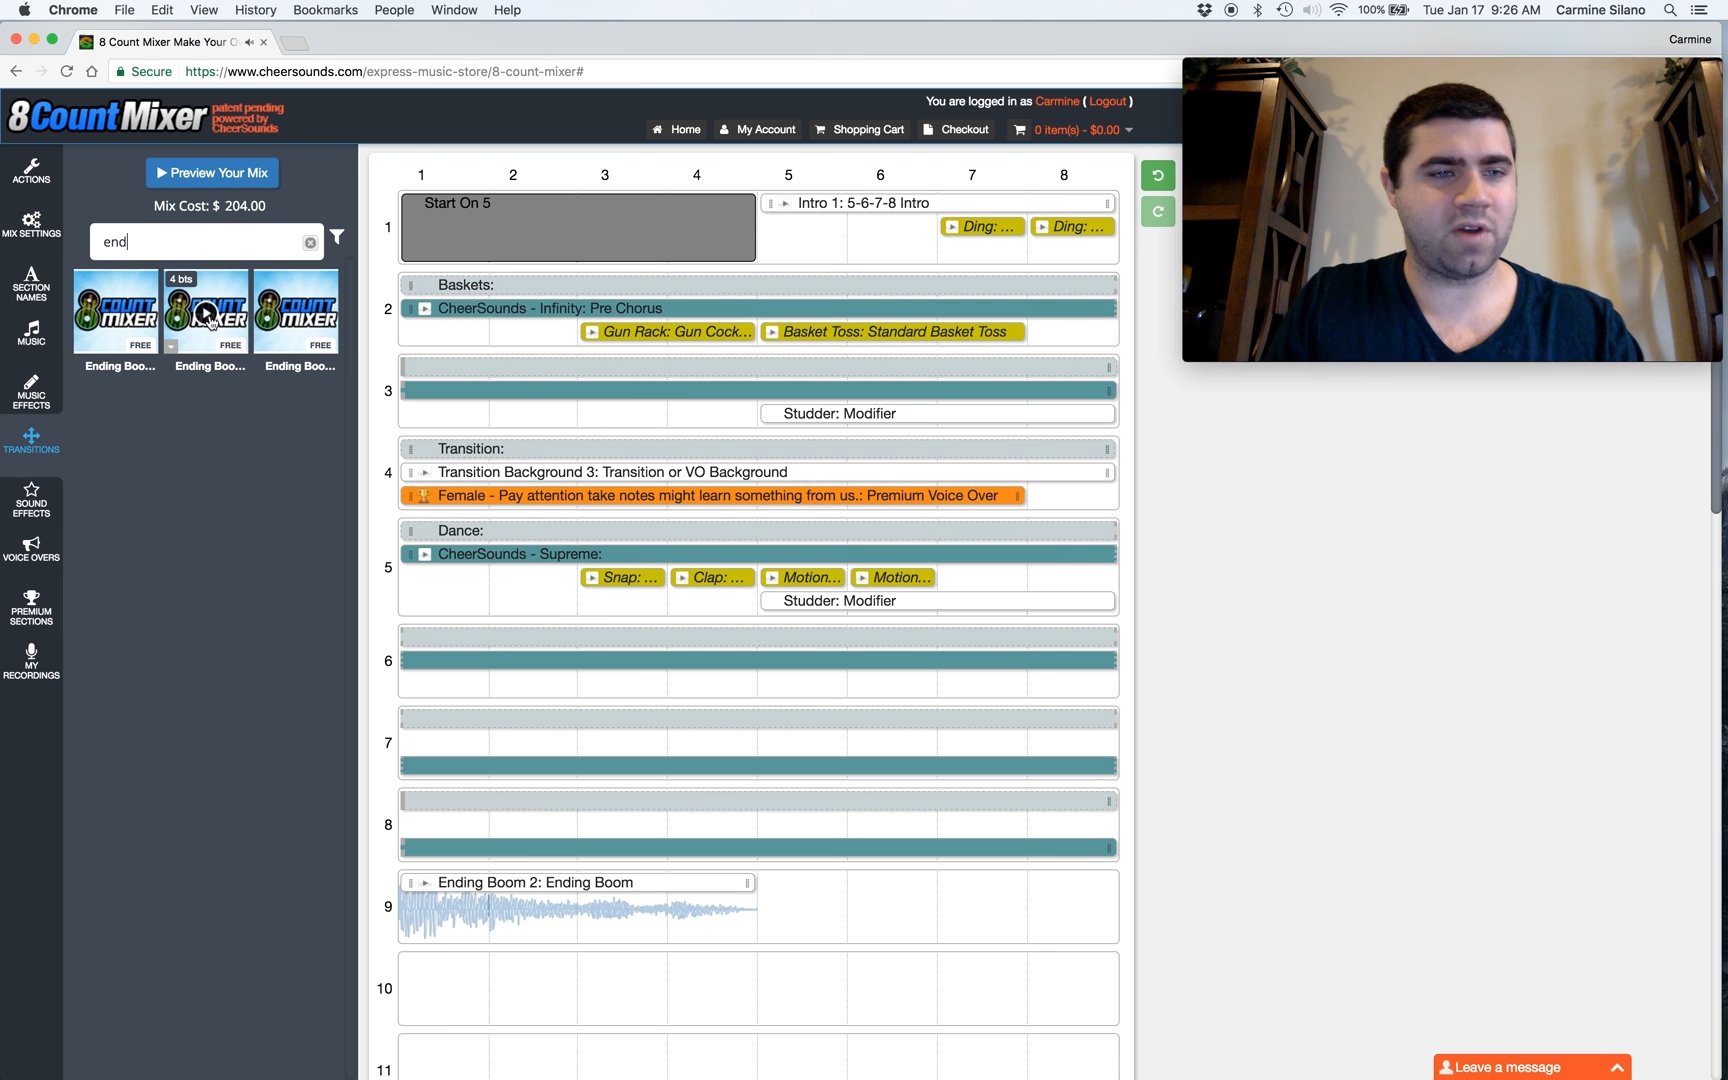 Chrome File Edit View History Bookmarks People Window Help 100% Tue Jan 17 9:26 AM Carmine Silano
8 Count Mixer Make Your O
Carmine
Secure https://www.cheersounds.com/express-music-store/8-count-mixer#
8CountMixer patent pending powered by CheerSounds
You are logged in as Carmine ( Logout )
Home My Account Shopping Cart Checkout 0 item(s) - $0.00
ACTIONS
MIX SETTINGS
A
SECTION NAMES
MUSIC
MUSIC EFFECTS
TRANSITIONS
SOUND EFFECTS
VOICE OVERS
PREMIUM SECTIONS
MY RECORDINGS
Preview Your Mix
Mix Cost: $ 204.00
end
4 bts
8 COUNT MIXER FREE
8 COUNT MIXER FREE
8 COUNT MIXER FREE
Ending Boo... Ending Boo... Ending Boo...
1 2 3 4 5 6 7 8
1
Start On 5
Intro 1: 5-6-7-8 Intro
Ding: ... Ding: ...
2
Baskets:
CheerSounds - Infinity: Pre Chorus
Gun Rack: Gun Cock... Basket Toss: Standard Basket Toss
3
Studder: Modifier
4
Transition:
Transition Background 3: Transition or VO Background
Female - Pay attention take notes might learn something from us.: Premium Voice Over
5
Dance:
CheerSounds - Supreme:
Snap: ... Clap: ... Motion... Motion...
Studder: Modifier
6
7
8
9
Ending Boom 2: Ending Boom
10
11
Leave a message